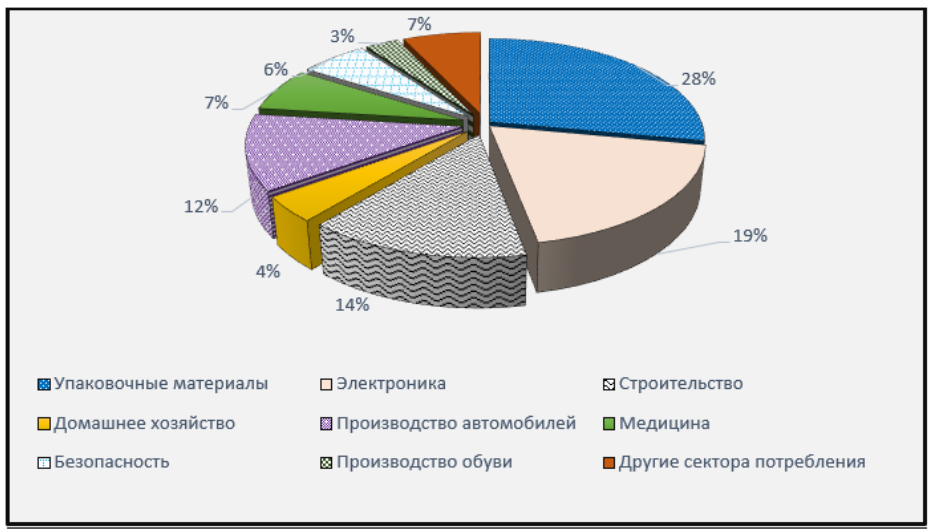 7%
3%
28%
6%
7%
12%
19%
4%
14%
Упаковочные материалы
Электроника
Строительство
Домашнее хозяйство
Производство автомобилей
Медицина
Безопасность
Производство обуви
Другие сектора потребления